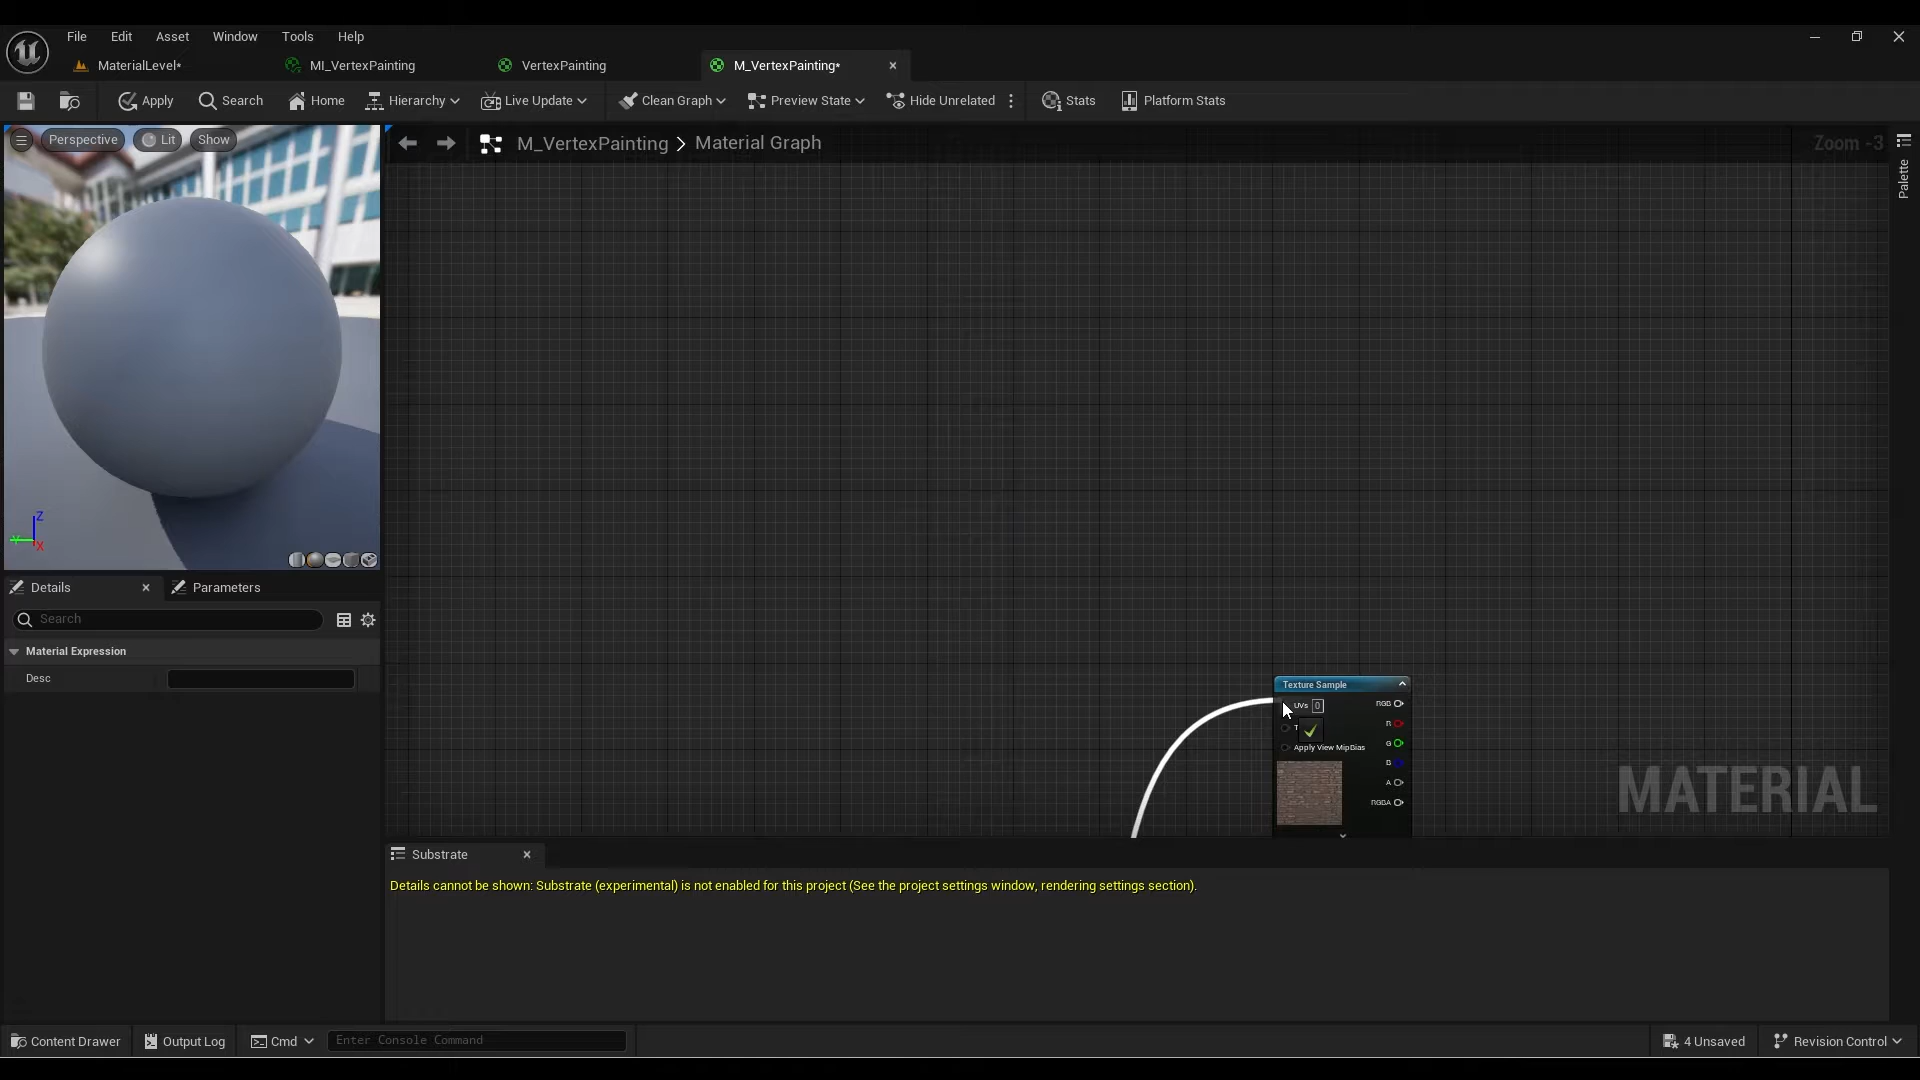 File Edit Asset Window Tools Help
MaterialLevel* MI_VertexPainting VertexPainting M_VertexPainting*
Apply Search Home Hierarchy Live Update Clean Graph Preview State Hide Unrelated Stats Platform Stats
Perspective Lit Show
M_VertexPainting > Material Graph
Zoom -3
Palette
Z
Y
X
Details Parameters
Search
Material Expression
Desc
Texture Sample
UVs 0 RGB
T R
G
Apply View MipBias
B
A
RGBA
MATERIAL
Substrate
Details cannot be shown: Substrate (experimental) is not enabled for this project (See the project settings window, rendering settings section).
Content Drawer Output Log Cmd Enter Console Command 4 Unsaved Revision Control